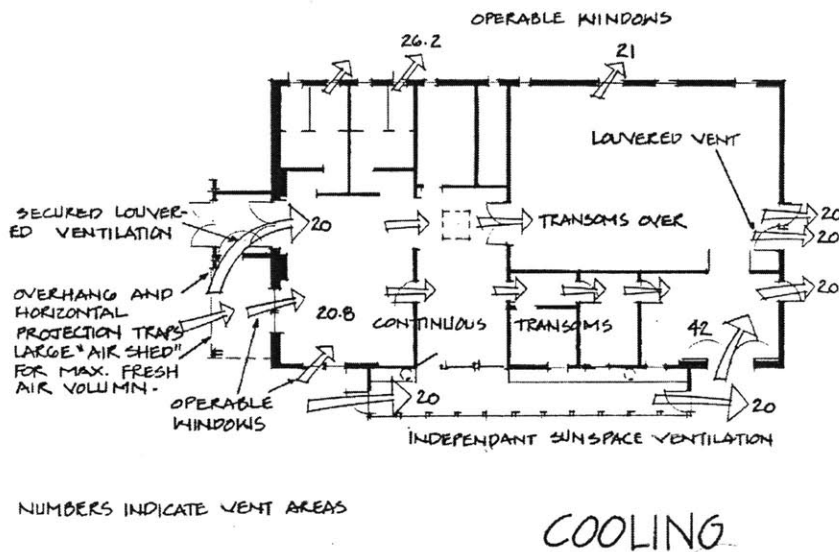 OPERABLE WINDOWS
26.2
21
LOUVERED VENT
SECURED LOUVER-
ED VENTILATION
20
TRANSOMS OVER
20
20
OVERHANG AND
HORIZONTAL
PROJECTION TRAPS
LARGE "AIR SHED"
FOR MAX. FRESH
AIR VOLUMN.
20.8
CONTINUOUS TRANSOMS
20
42
OPERABLE
WINDOWS
20
20
INDEPENDANT SUNSPACE VENTILATION
NUMBERS INDICATE VENT AREAS
COOLING